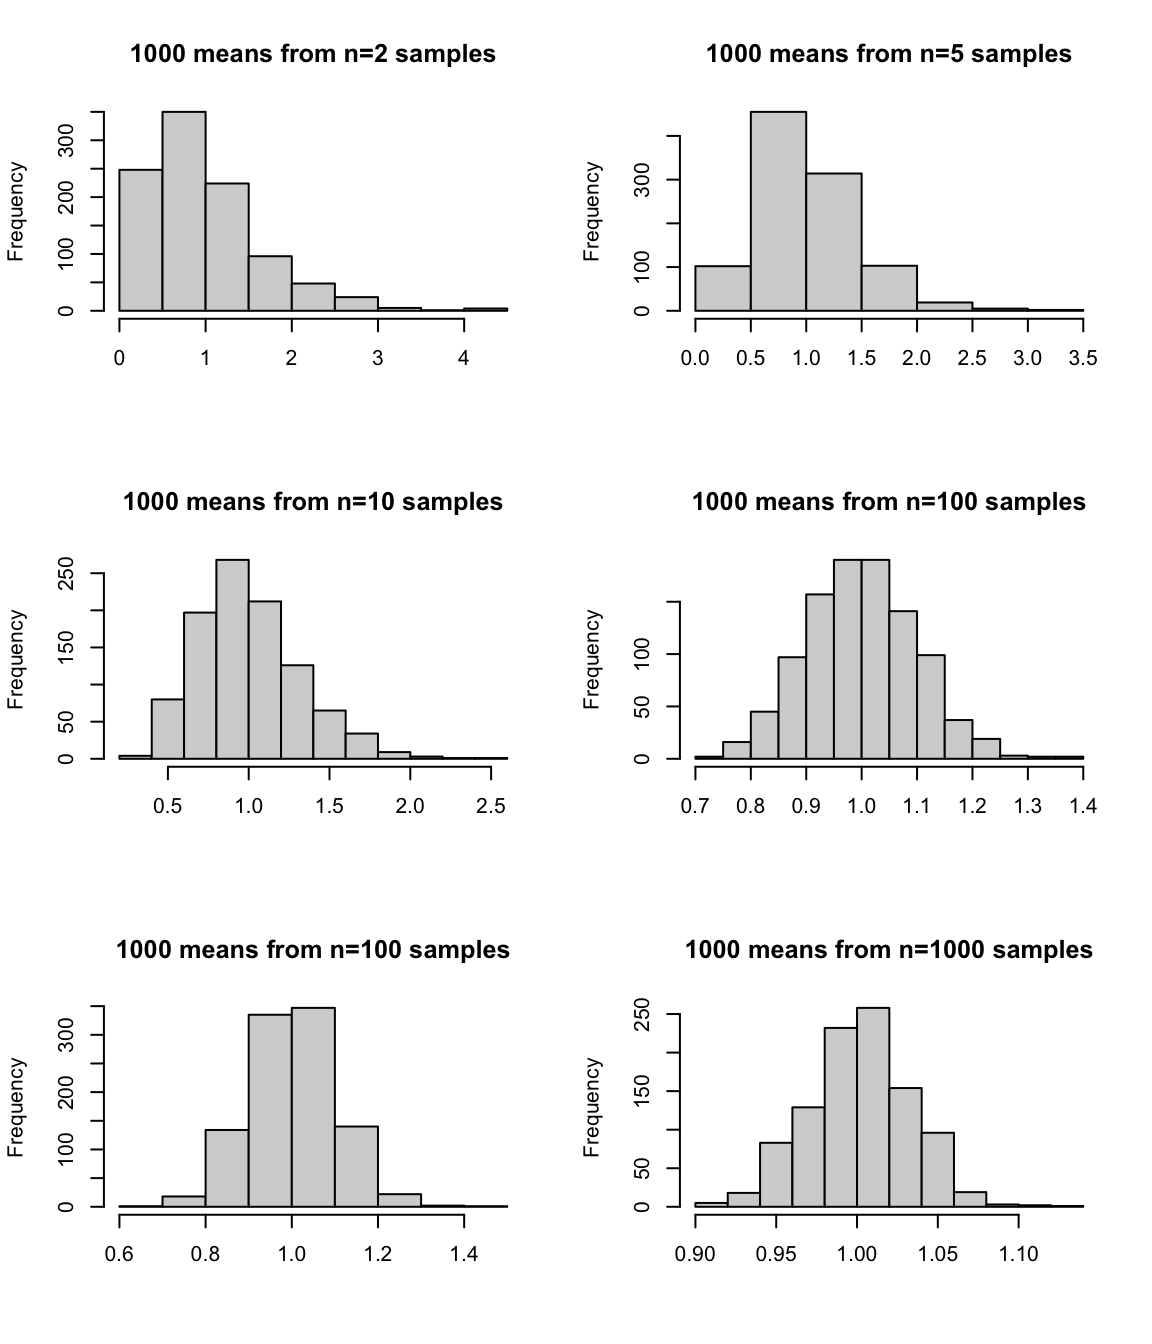 1000 means from n=2 samples
Frequency
0 100 200 300
0 1 2 3 4
1000 means from n=5 samples
Frequency
0 100 300
0.0 0.5 1.0 1.5 2.0 2.5 3.0 3.5
1000 means from n=10 samples
Frequency
0 50 150 250
0.5 1.0 1.5 2.0 2.5
1000 means from n=100 samples
Frequency
0 50 100
0.7 0.8 0.9 1.0 1.1 1.2 1.3 1.4
1000 means from n=100 samples
Frequency
0 100 200 300
0.6 0.8 1.0 1.2 1.4
1000 means from n=1000 samples
Frequency
0 50 150 250
0.90 0.95 1.00 1.05 1.10